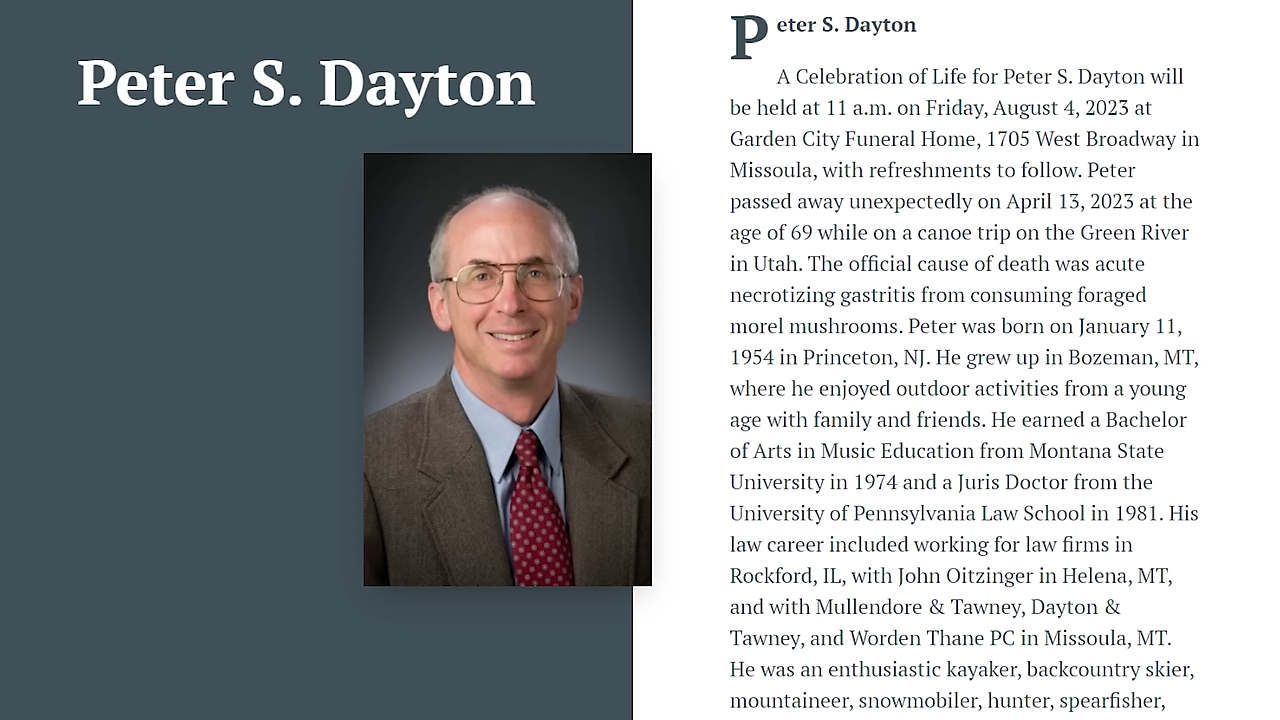 Peter S. Dayton
Peter S. Dayton
A Celebration of Life for Peter S. Dayton will
be held at 11 a.m. on Friday, August 4, 2023 at
Garden City Funeral Home, 1705 West Broadway in
Missoula, with refreshments to follow. Peter
passed away unexpectedly on April 13, 2023 at the
age of 69 while on a canoe trip on the Green River
in Utah. The official cause of death was acute
necrotizing gastritis from consuming foraged
morel mushrooms. Peter was born on January 11,
1954 in Princeton, NJ. He grew up in Bozeman, MT,
where he enjoyed outdoor activities from a young
age with family and friends. He earned a Bachelor
of Arts in Music Education from Montana State
University in 1974 and a Juris Doctor from the
University of Pennsylvania Law School in 1981. His
law career included working for law firms in
Rockford, IL, with John Oitzinger in Helena, MT,
and with Mullendore & Tawney, Dayton &
Tawney, and Worden Thane PC in Missoula, MT.
He was an enthusiastic kayaker, backcountry skier,
mountaineer, snowmobiler, hunter, spearfisher,